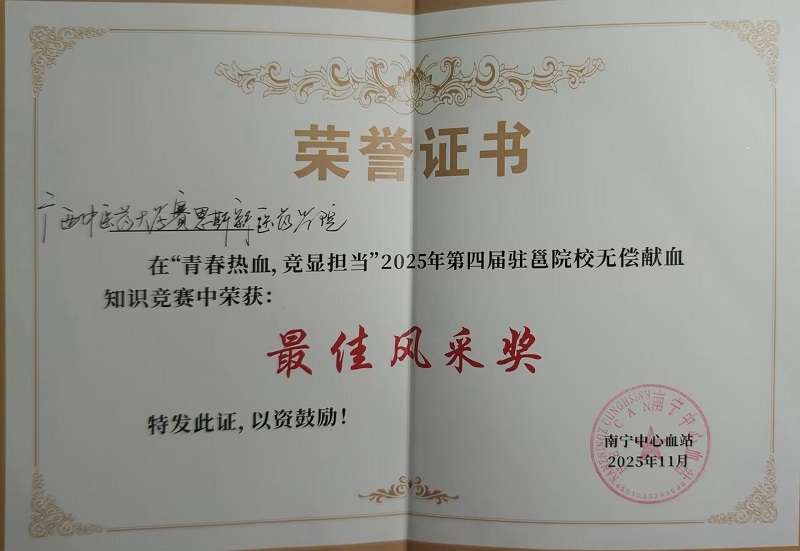 荣誉证书
广西中医药大学赛恩斯新医药学院
在“青春热血,竞显担当”2025年第四届驻邕院校无偿献血
知识竞赛中荣获:
最佳风采奖
特发此证,以资鼓励!
南宁中心血站
2025年11月